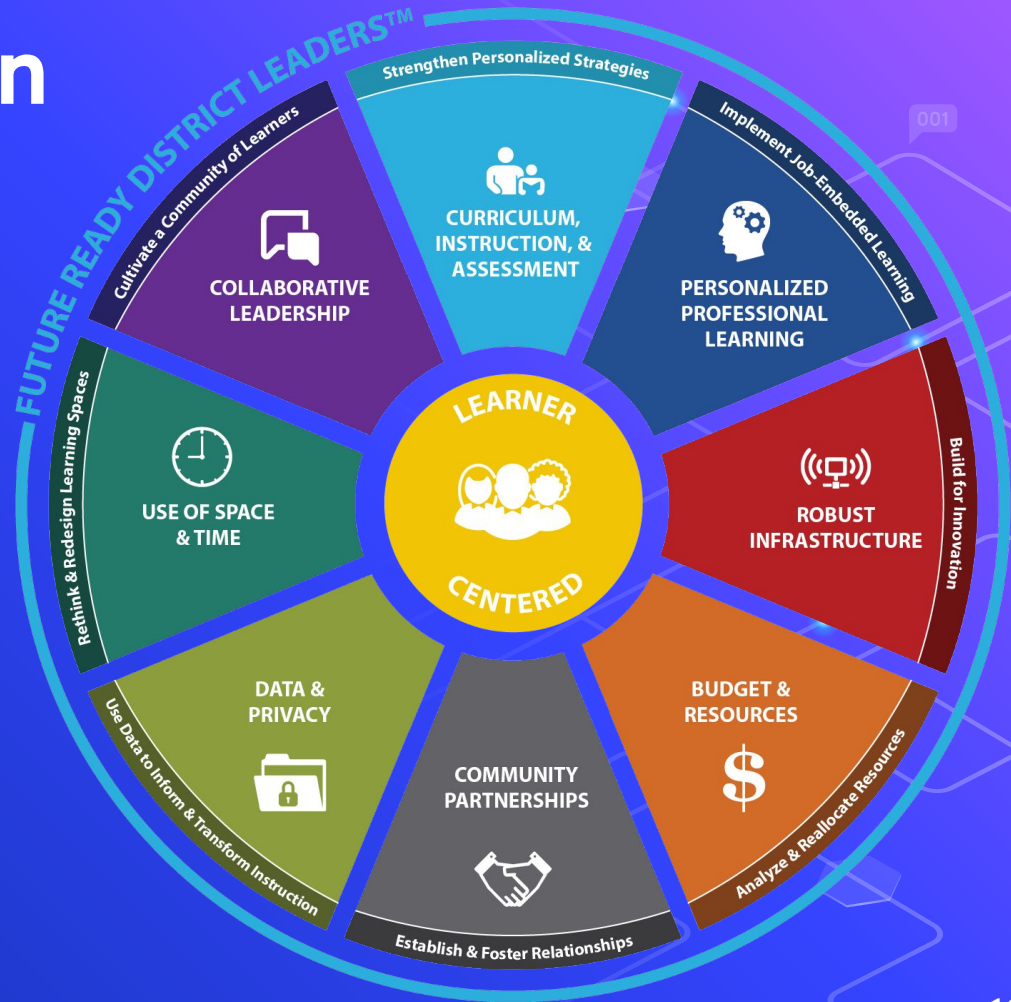 n
FUTURE READY DISTRICT LEADERS™
Strengthen Personalized Strategies
CURRICULUM,
INSTRUCTION, &
ASSESSMENT
Implement Job-Embedded Learning
PERSONALIZED
PROFESSIONAL
LEARNING
001
Build for Innovation
ROBUST
INFRASTRUCTURE
Analyze & Reallocate Resources
BUDGET &
RESOURCES
$
Establish & Foster Relationships
COMMUNITY
PARTNERSHIPS
Use Data to Inform & Transform Instruction
DATA &
PRIVACY
Rethink & Redesign Learning Spaces
USE OF SPACE
& TIME
Cultivate a Community of Learners
COLLABORATIVE
LEADERSHIP
LEARNER
CENTERED